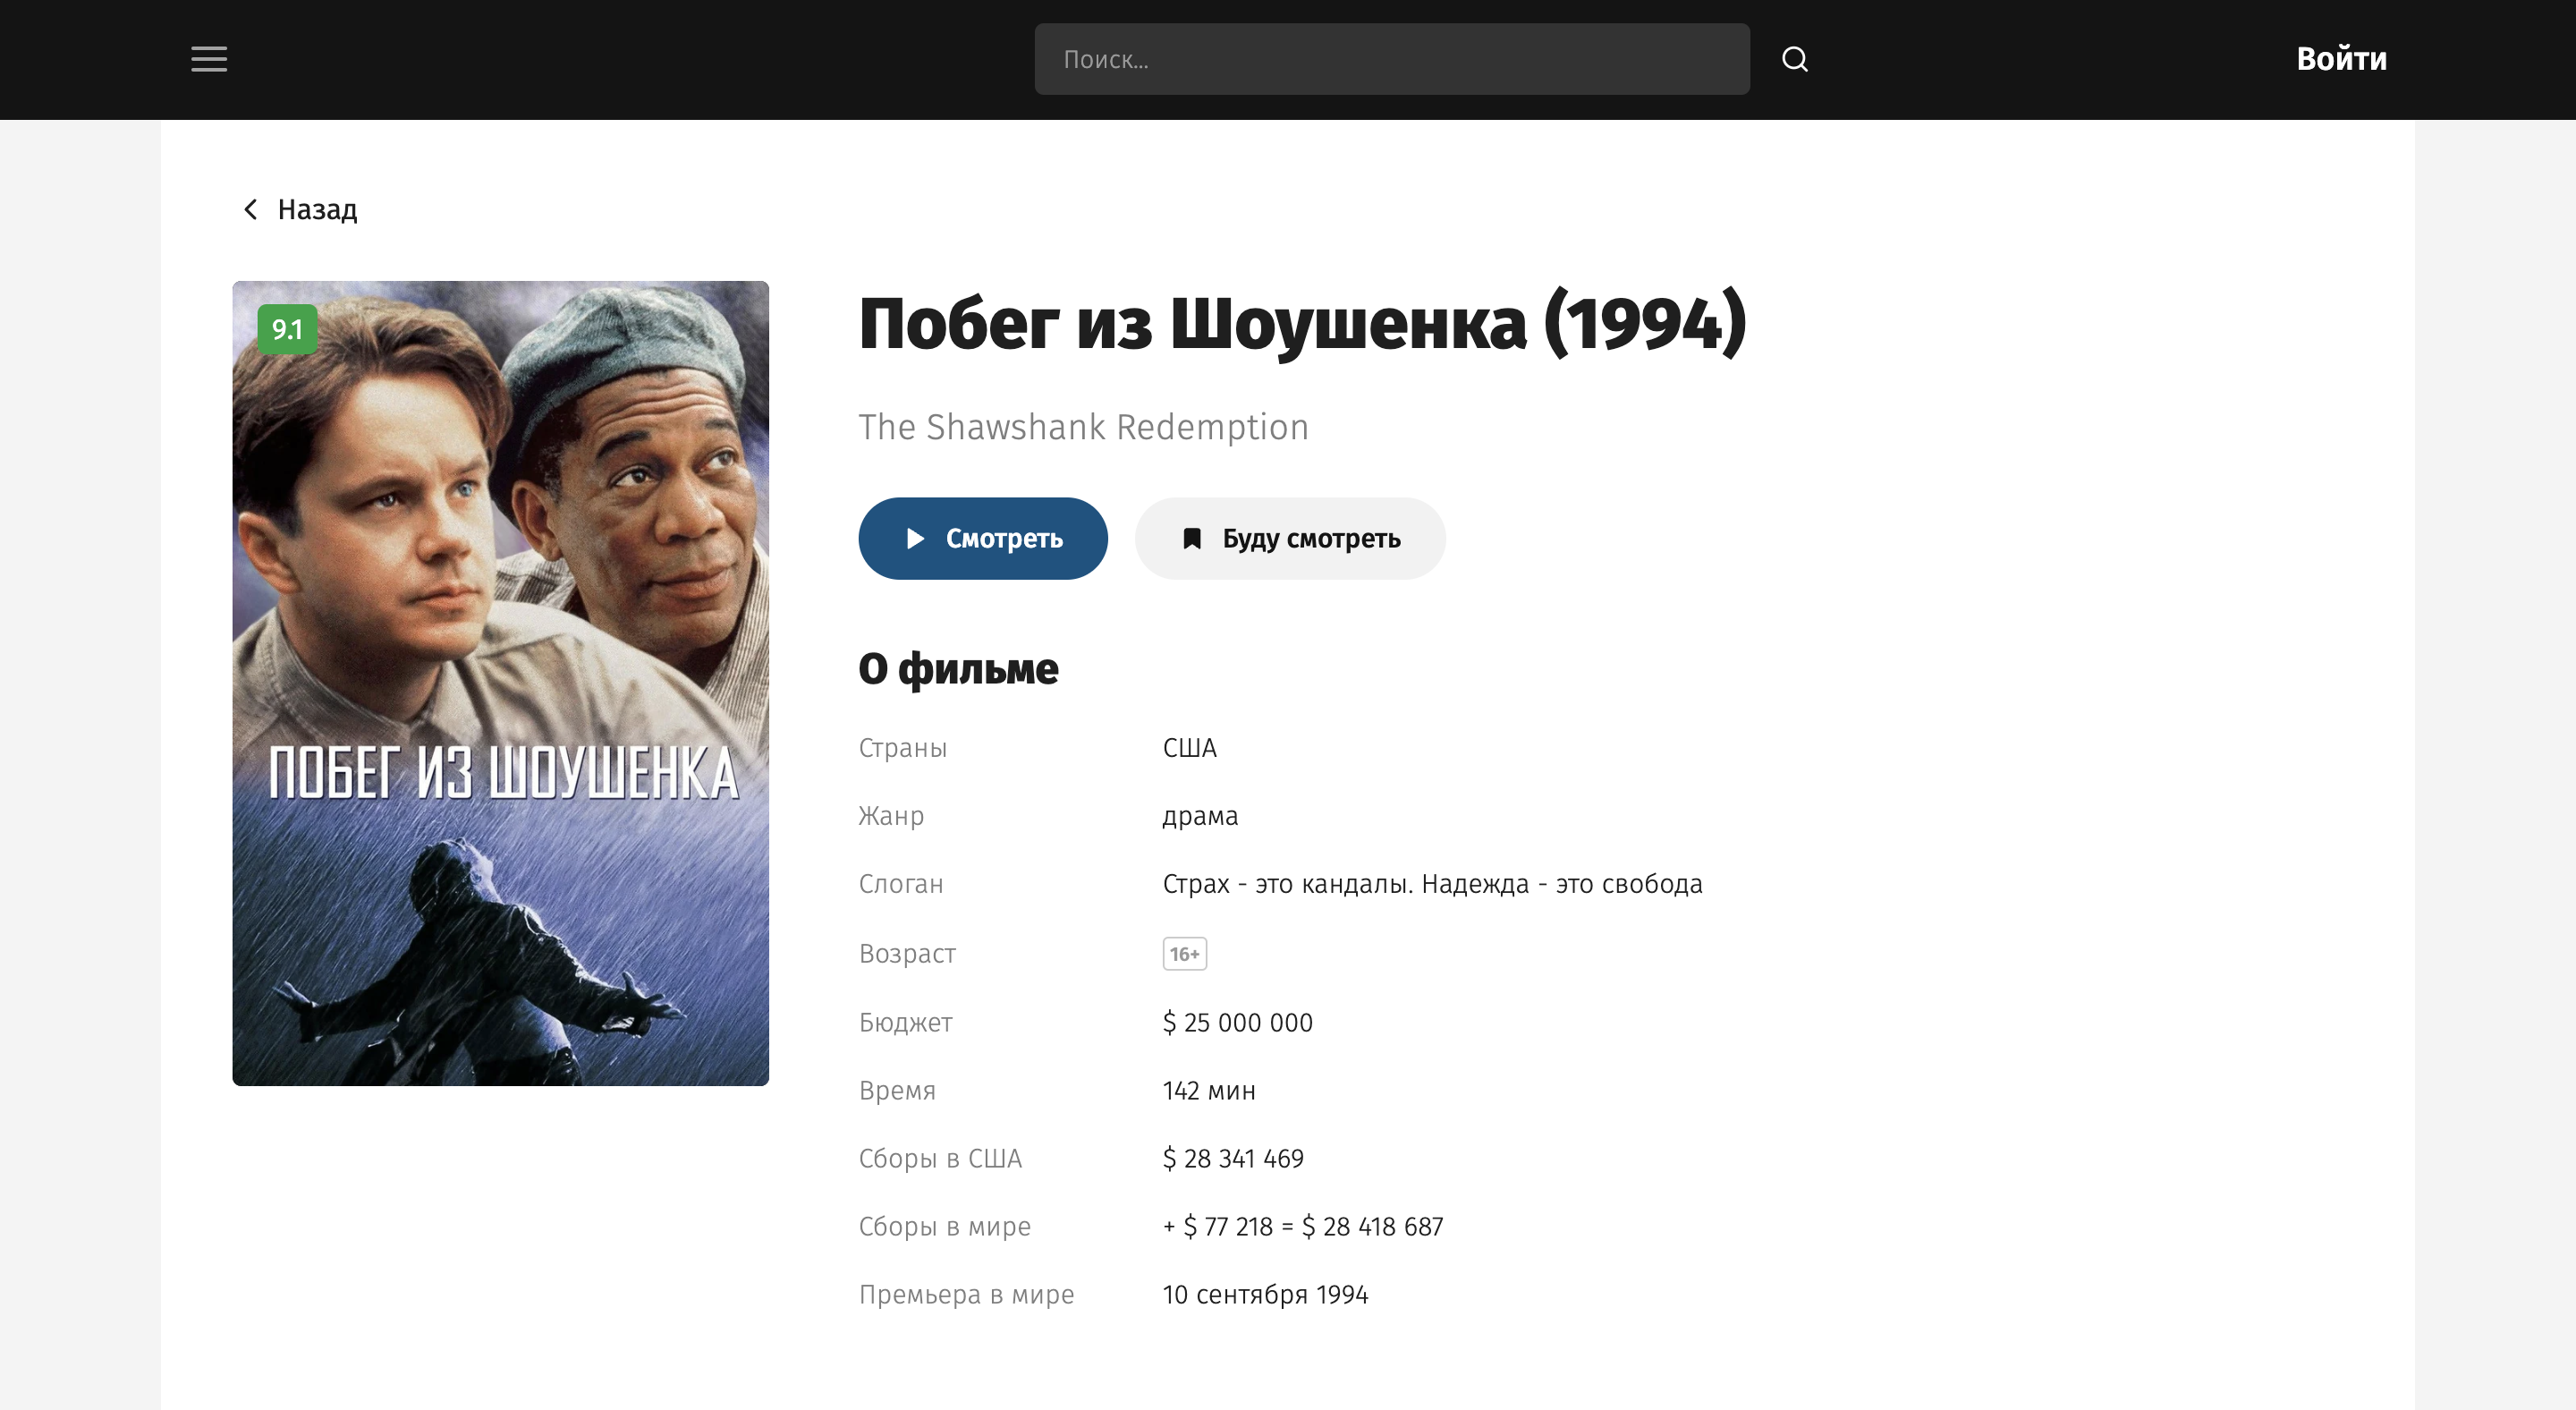 Поиск...
Войти
Назад
9.1
ПОБЕГ ИЗ ШОУШЕНКА
Побег из Шоушенка (1994)
The Shawshank Redemption
Смотреть
Буду смотреть
О фильме
Страны США
Жанр драма
Слоган Страх - это кандалы. Надежда - это свобода
Возраст 16+
Бюджет $ 25 000 000
Время 142 мин
Сборы в США $ 28 341 469
Сборы в мире + $ 77 218 = $ 28 418 687
Премьера в мире 10 сентября 1994